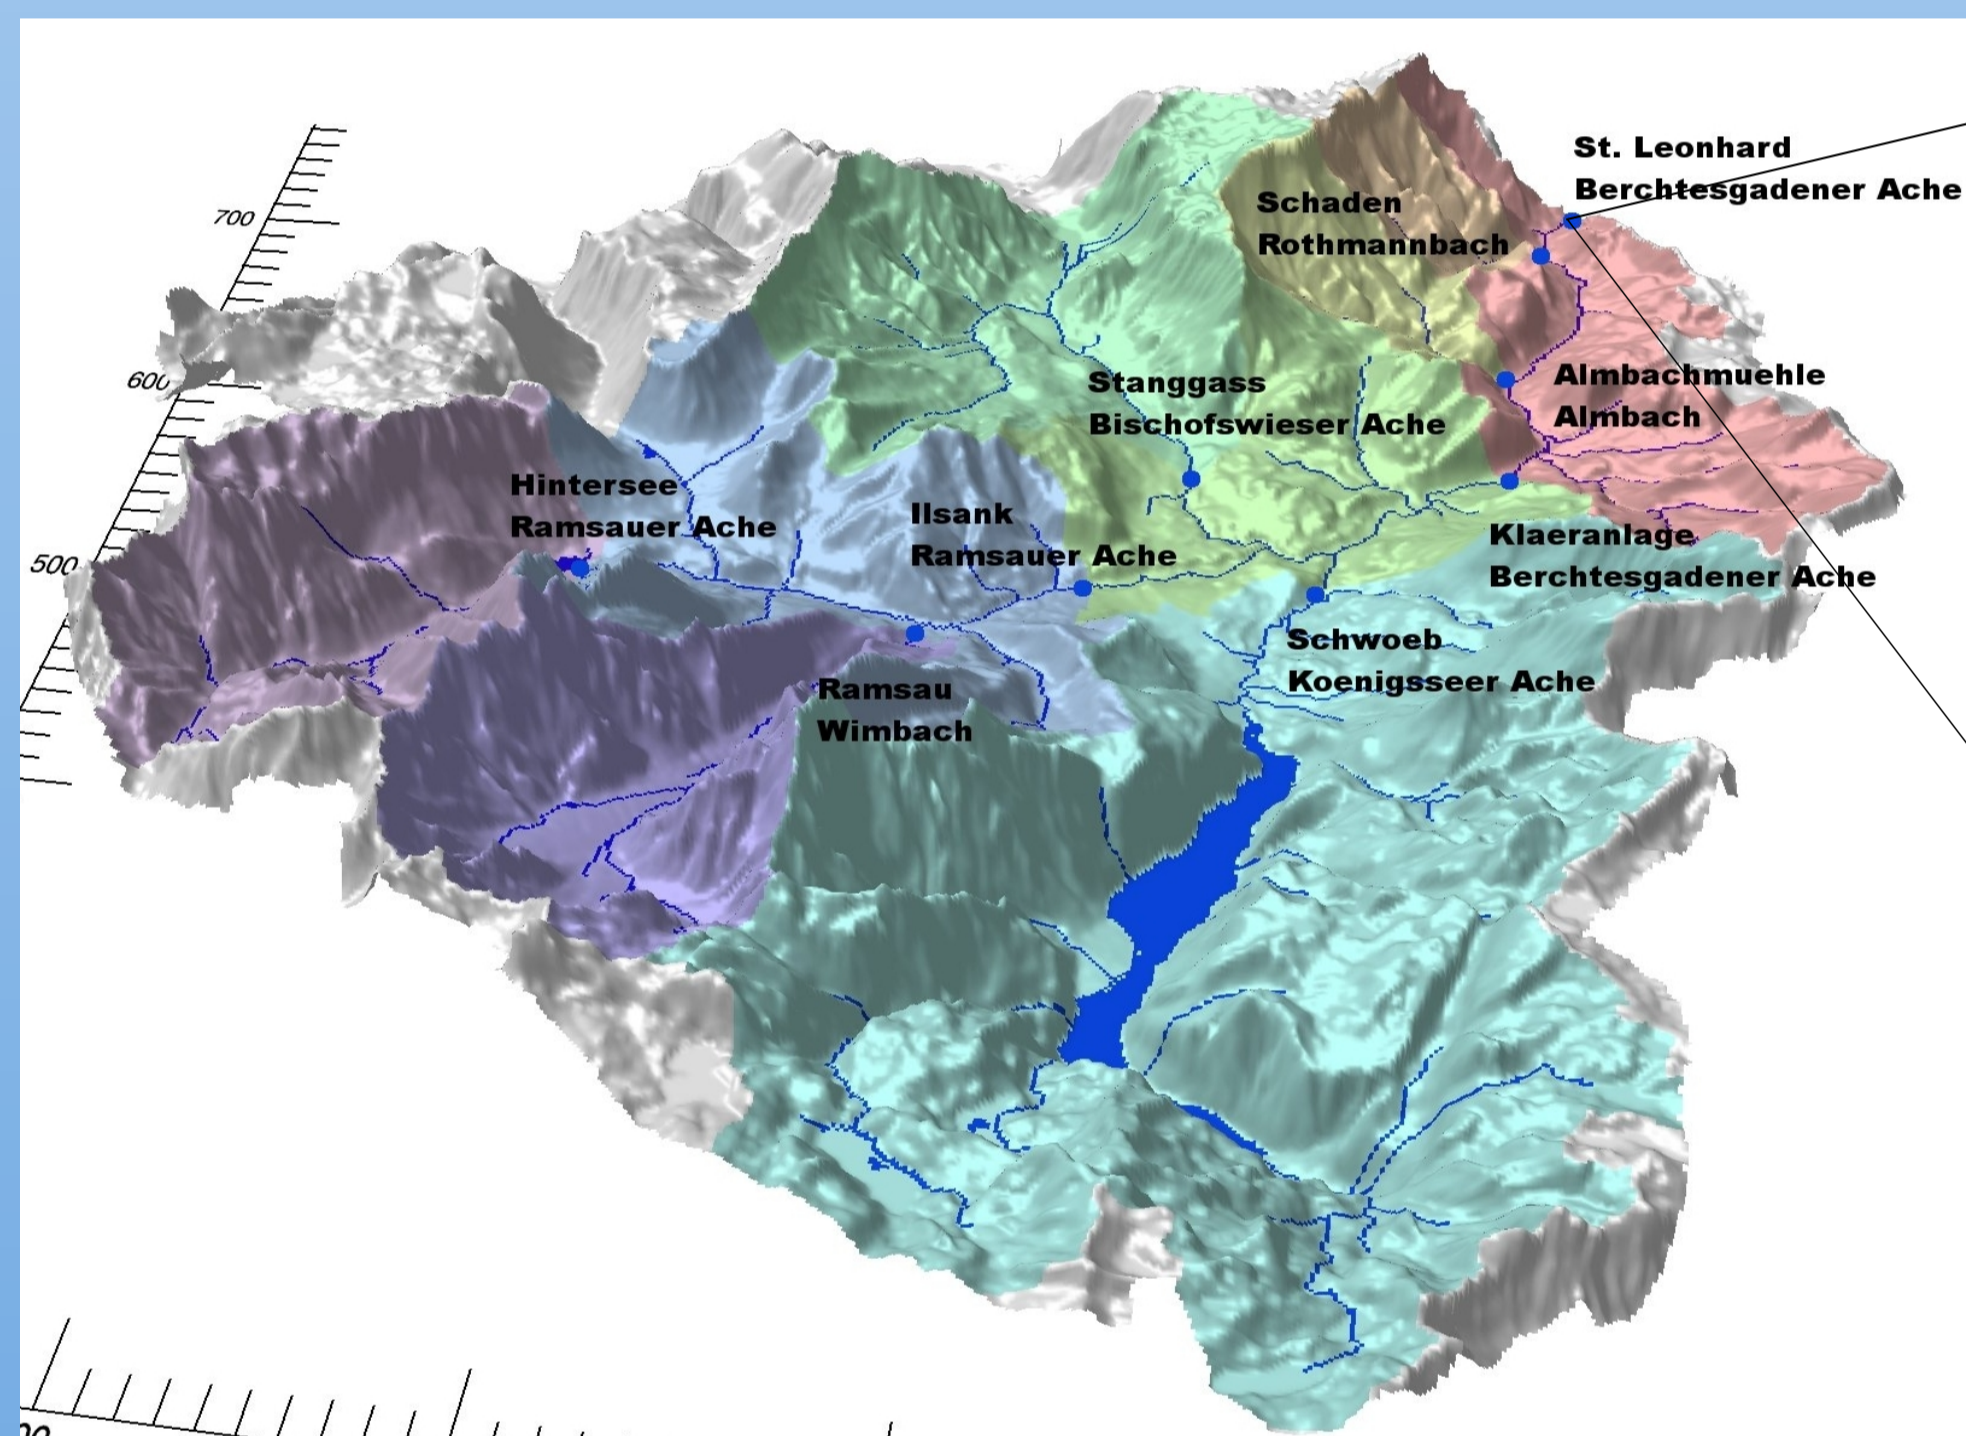 St. Leonhard
Berchtesgadener Ache
Schaden
Rothmannbach
700
600
Almbachmuehle
Almbach
Stanggass
Bischofswieser Ache
Hintersee
Ramsauer Ache
Ilsank
Ramsauer Ache
Klaeranlage
Berchtesgadener Ache
500
Schwoeb
Koenigsseer Ache
Ramsau
Wimbach